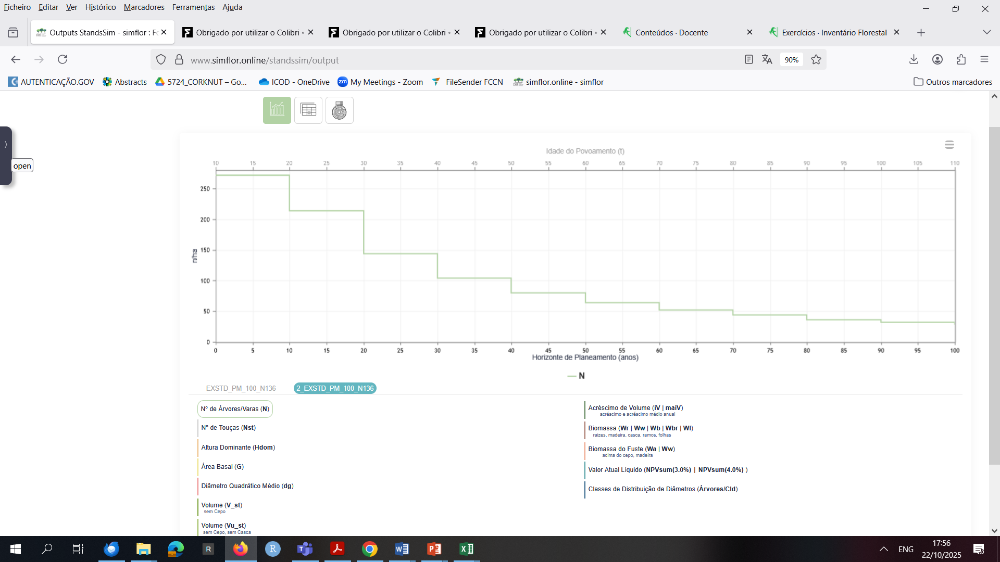 Ficheiro Editar Ver Histórico Marcadores Ferramentas Ajuda
Outputs StandsSim - simflor : Fo
Obrigado por utilizar o Colibri •
Obrigado por utilizar o Colibri •
Obrigado por utilizar o Colibri •
Conteúdos · Docente
Exercícios · Inventário Florestal
www.simflor.online/standssim/output
90%
AUTENTICAÇÃO.GOV
Abstracts
5724_CORKNUT – Go...
ICOD - OneDrive
zm My Meetings - Zoom
FileSender FCCN
simflor.online - simflor
Outros marcadores
open
Idade do Povoamento (t)
10 15 20 25 30 35 40 45 50 55 60 65 70 75 80 85 90 95 100 105 110
n/ha
250
200
150
100
50
0
0 5 10 15 20 25 30 35 40 45 50 55 60 65 70 75 80 85 90 95 100
Horizonte de Planeamento (anos)
N
EXSTD_PM_100_N136
2_EXSTD_PM_100_N136
Nº de Árvores/Varas (N)
Nº de Touças (Nst)
Altura Dominante (Hdom)
Área Basal (G)
Diâmetro Quadrático Médio (dg)
Volume (V_st)
sem Cepo
Volume (Vu_st)
sem Cepo, sem Casca
Acréscimo de Volume (iV | maiV)
acréscimo e acréscimo médio anual
Biomassa (Wr | Ww | Wb | Wbr | Wl)
raizes, madeira, casca, ramos, folhas
Biomassa do Fuste (Wa | Ww)
acima do cepo, madeira
Valor Atual Líquido (NPVsum(3.0%) | NPVsum(4.0%) )
Classes de Distribuição de Diâmetros (Árvores/Cld)
R
R
ENG
17:56
22/10/2025